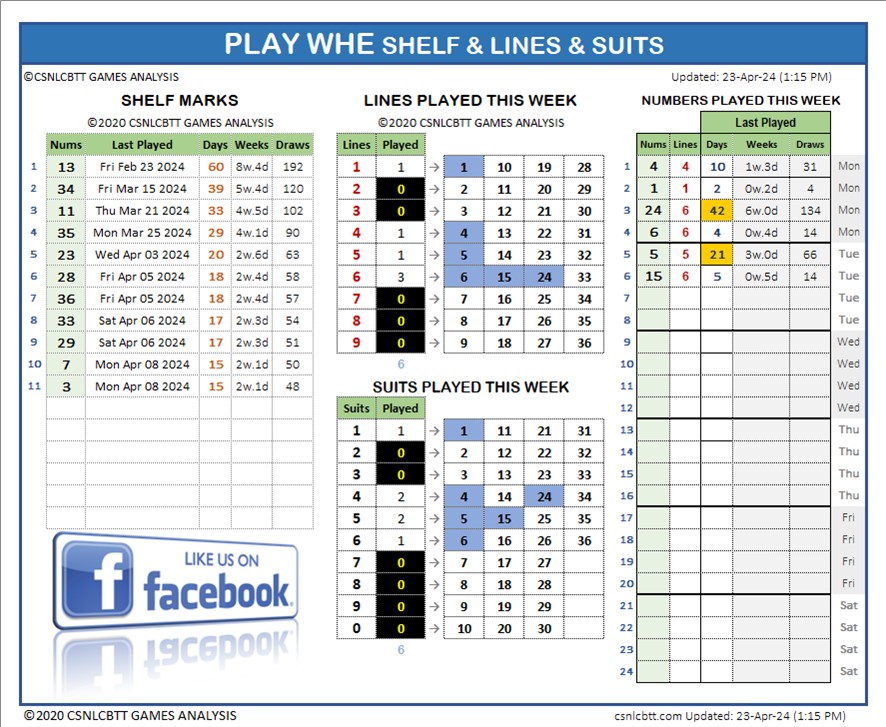 PLAY WHE SHELF & LINES & SUITS
©CSNLCBTT GAMES ANALYSIS
Updated: 23-Apr-24 (1:15 PM)
SHELF MARKS
©2020 CSNLCBTT GAMES ANALYSIS
Nums Last Played Days Weeks Draws
1 13 Fri Feb 23 2024 60 8w.4d 192
2 34 Fri Mar 15 2024 39 5w.4d 120
3 11 Thu Mar 21 2024 33 4w.5d 102
4 35 Mon Mar 25 2024 29 4w.1d 90
5 23 Wed Apr 03 2024 20 2w.6d 63
6 28 Fri Apr 05 2024 18 2w.4d 58
7 36 Fri Apr 05 2024 18 2w.4d 57
8 33 Sat Apr 06 2024 17 2w.3d 54
9 29 Sat Apr 06 2024 17 2w.3d 51
10 7 Mon Apr 08 2024 15 2w.1d 50
11 3 Mon Apr 08 2024 15 2w.1d 48
LIKE US ON
facebook.
LINES PLAYED THIS WEEK
©2020 CSNLCBTT GAMES ANALYSIS
Lines Played
1 1 → 1 10 19 28
2 0 → 2 11 20 29
3 0 → 3 12 21 30
4 1 → 4 13 22 31
5 1 → 5 14 23 32
6 3 → 6 15 24 33
7 0 → 7 16 25 34
8 0 → 8 17 26 35
9 0 → 9 18 27 36
6
SUITS PLAYED THIS WEEK
Suits Played
1 1 → 1 11 21 31
2 0 → 2 12 22 32
3 0 → 3 13 23 33
4 2 → 4 14 24 34
5 2 → 5 15 25 35
6 1 → 6 16 26 36
7 0 → 7 17 27
8 0 → 8 18 28
9 0 → 9 19 29
0 0 → 10 20 30
6
NUMBERS PLAYED THIS WEEK
Last Played
Nums Lines Days Weeks Draws
1 4 4 10 1w.3d 31 Mon
2 1 1 2 0w.2d 4 Mon
3 24 6 42 6w.0d 134 Mon
4 6 6 4 0w.4d 14 Mon
5 5 5 21 3w.0d 66 Tue
6 15 6 5 0w.5d 14 Tue
7 Tue
8 Tue
9 Wed
10 Wed
11 Wed
12 Wed
13 Thu
14 Thu
15 Thu
16 Thu
17 Fri
18 Fri
19 Fri
20 Fri
21 Sat
22 Sat
23 Sat
24 Sat
©2020 CSNLCBTT GAMES ANALYSIS
csnlcbtt.com Updated: 23-Apr-24 (1:15 PM)